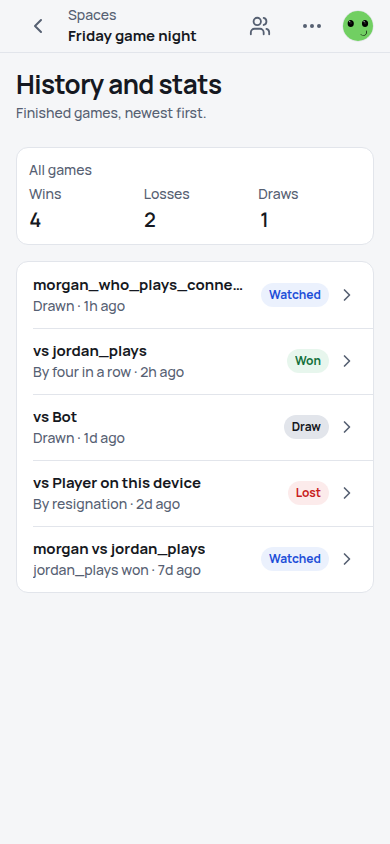 Spaces
Friday game night
History and stats
Finished games, newest first.
All games
Wins Losses Draws
4 2 1
morgan_who_plays_conne…
Drawn · 1h ago
Watched
vs jordan_plays
By four in a row · 2h ago
Won
vs Bot
Drawn · 1d ago
Draw
vs Player on this device
By resignation · 2d ago
Lost
morgan vs jordan_plays
jordan_plays won · 7d ago
Watched